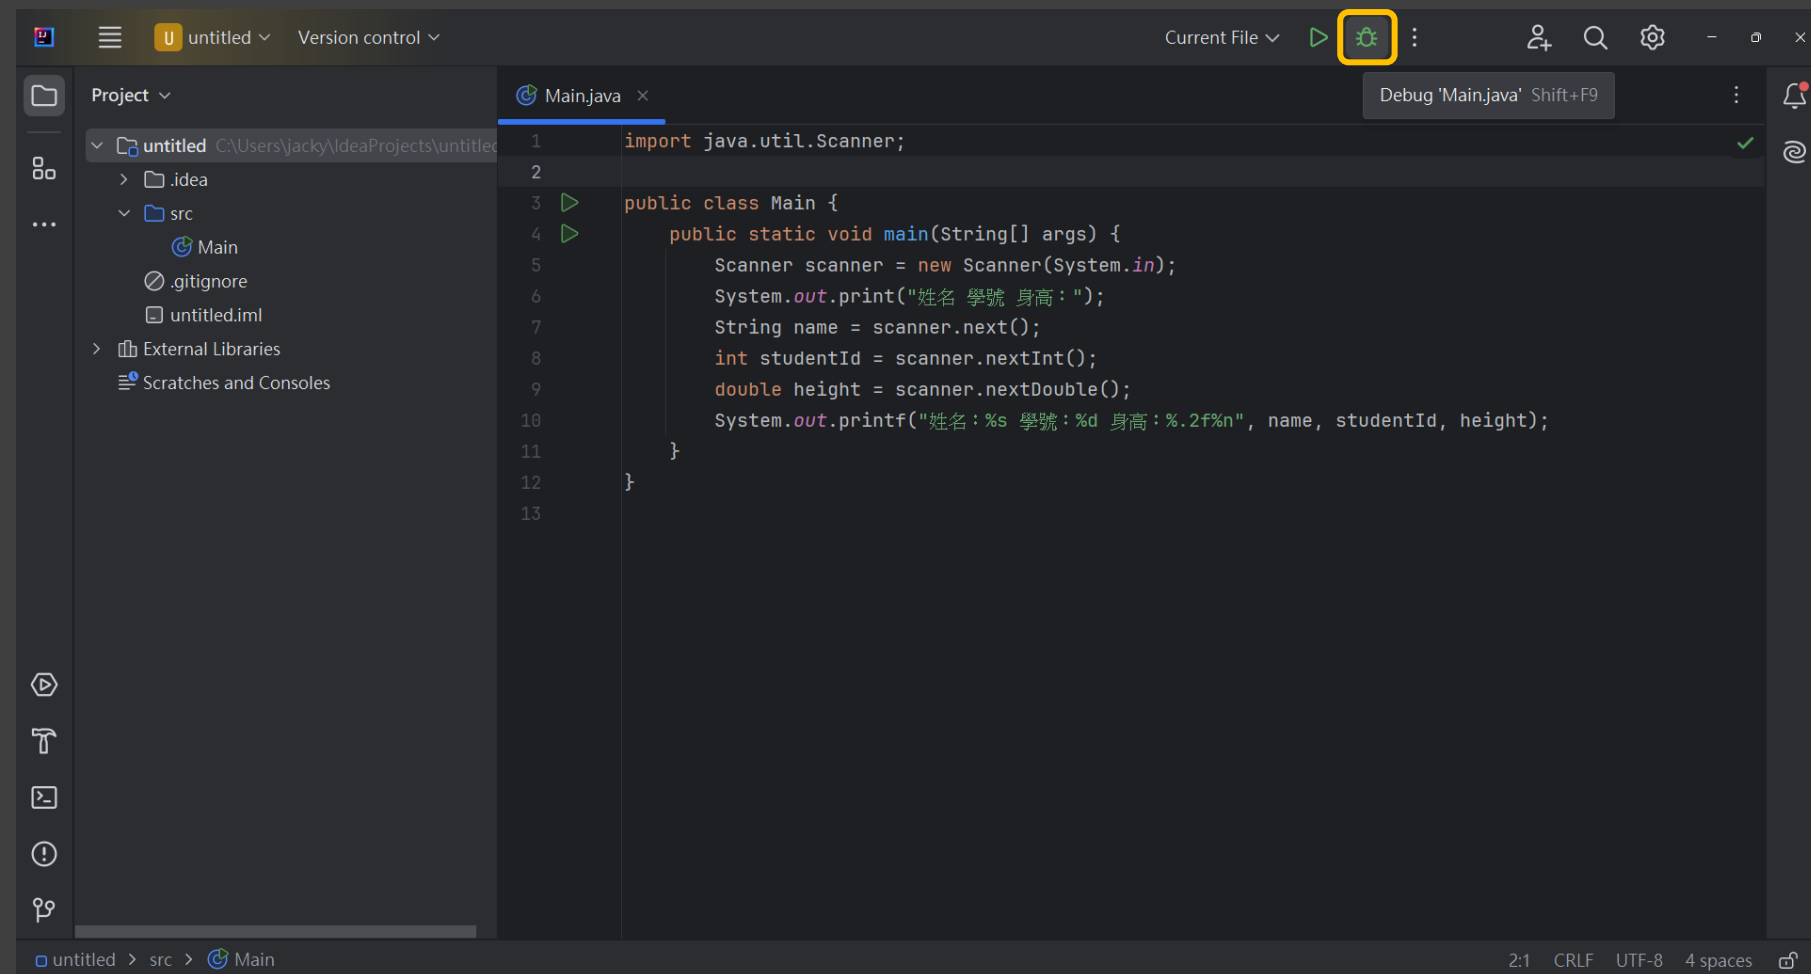 U untitled Version control Current File
Project
Main.java
Debug 'Main.java' Shift+F9
untitled C:\Users\jacky\IdeaProjects\untitled
.idea
src
Main
.gitignore
untitled.iml
External Libraries
Scratches and Consoles
1 import java.util.Scanner;
2
3 public class Main {
4 public static void main(String[] args) {
5 Scanner scanner = new Scanner(System.in);
6 System.out.print("姓名 學號 身高：");
7 String name = scanner.next();
8 int studentId = scanner.nextInt();
9 double height = scanner.nextDouble();
10 System.out.printf("姓名：%s 學號：%d 身高：%.2f%n", name, studentId, height);
11 }
12 }
13
untitled > src > Main
2:1 CRLF UTF-8 4 spaces